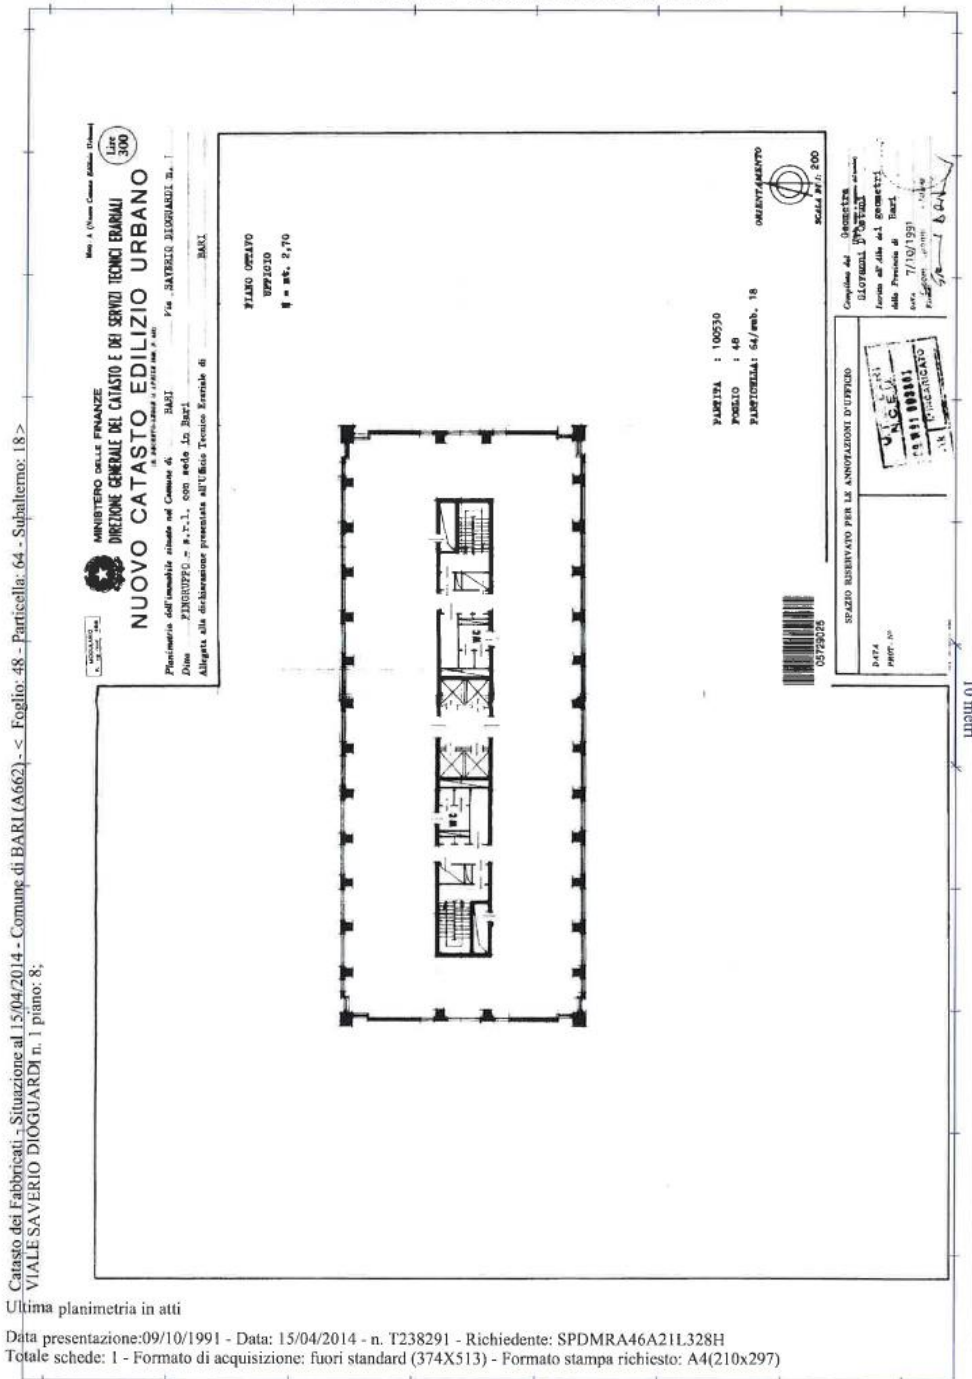 Catasto dei Fabbricati - Situazione al 15/04/2014 - Comune di BARI (A662) - < Foglio: 48 - Particella: 64 - Subalterno: 18 >
VIALE SAVERIO DIOGUARDI n. 1 piano: 8;
MODULARIO
Lire
300
MINISTERO DELLE FINANZE
DIREZIONE GENERALE DEL CATASTO E DEI SERVIZI TECNICI ERARIALI
NUOVO CATASTO EDILIZIO URBANO
Planimetria dell'immobile situato nel Comune di BARI Via SAVERIO DIOGUARDI n. 1
Ditta FINGRUPPO - s.r.l. con sede in Bari
Allegata alla dichiarazione presentata all'Ufficio Tecnico Erariale di BARI
PIANO OTTAVO
UFFICIO
H = mt. 2,70
WC
WC
PARTITA : 100530
FOGLIO : 48
PARTICELLA: 64/sub. 18
ORIENTAMENTO
SCALA DI 1: 200
05729026
SPAZIO RISERVATO PER LE ANNOTAZIONI D'UFFICIO
DATA
PROT. N°
N.C.E.U.
L'INCARICATO
Compilata dal Geometra
Giovanni
Iscritto all'Albo dei geometri
della Provincia di Bari
DATA 7/10/1991
10 metri
Ultima planimetria in atti
Data presentazione:09/10/1991 - Data: 15/04/2014 - n. T238291 - Richiedente: SPDMRA46A21L328H
Totale schede: 1 - Formato di acquisizione: fuori standard (374X513) - Formato stampa richiesto: A4(210x297)